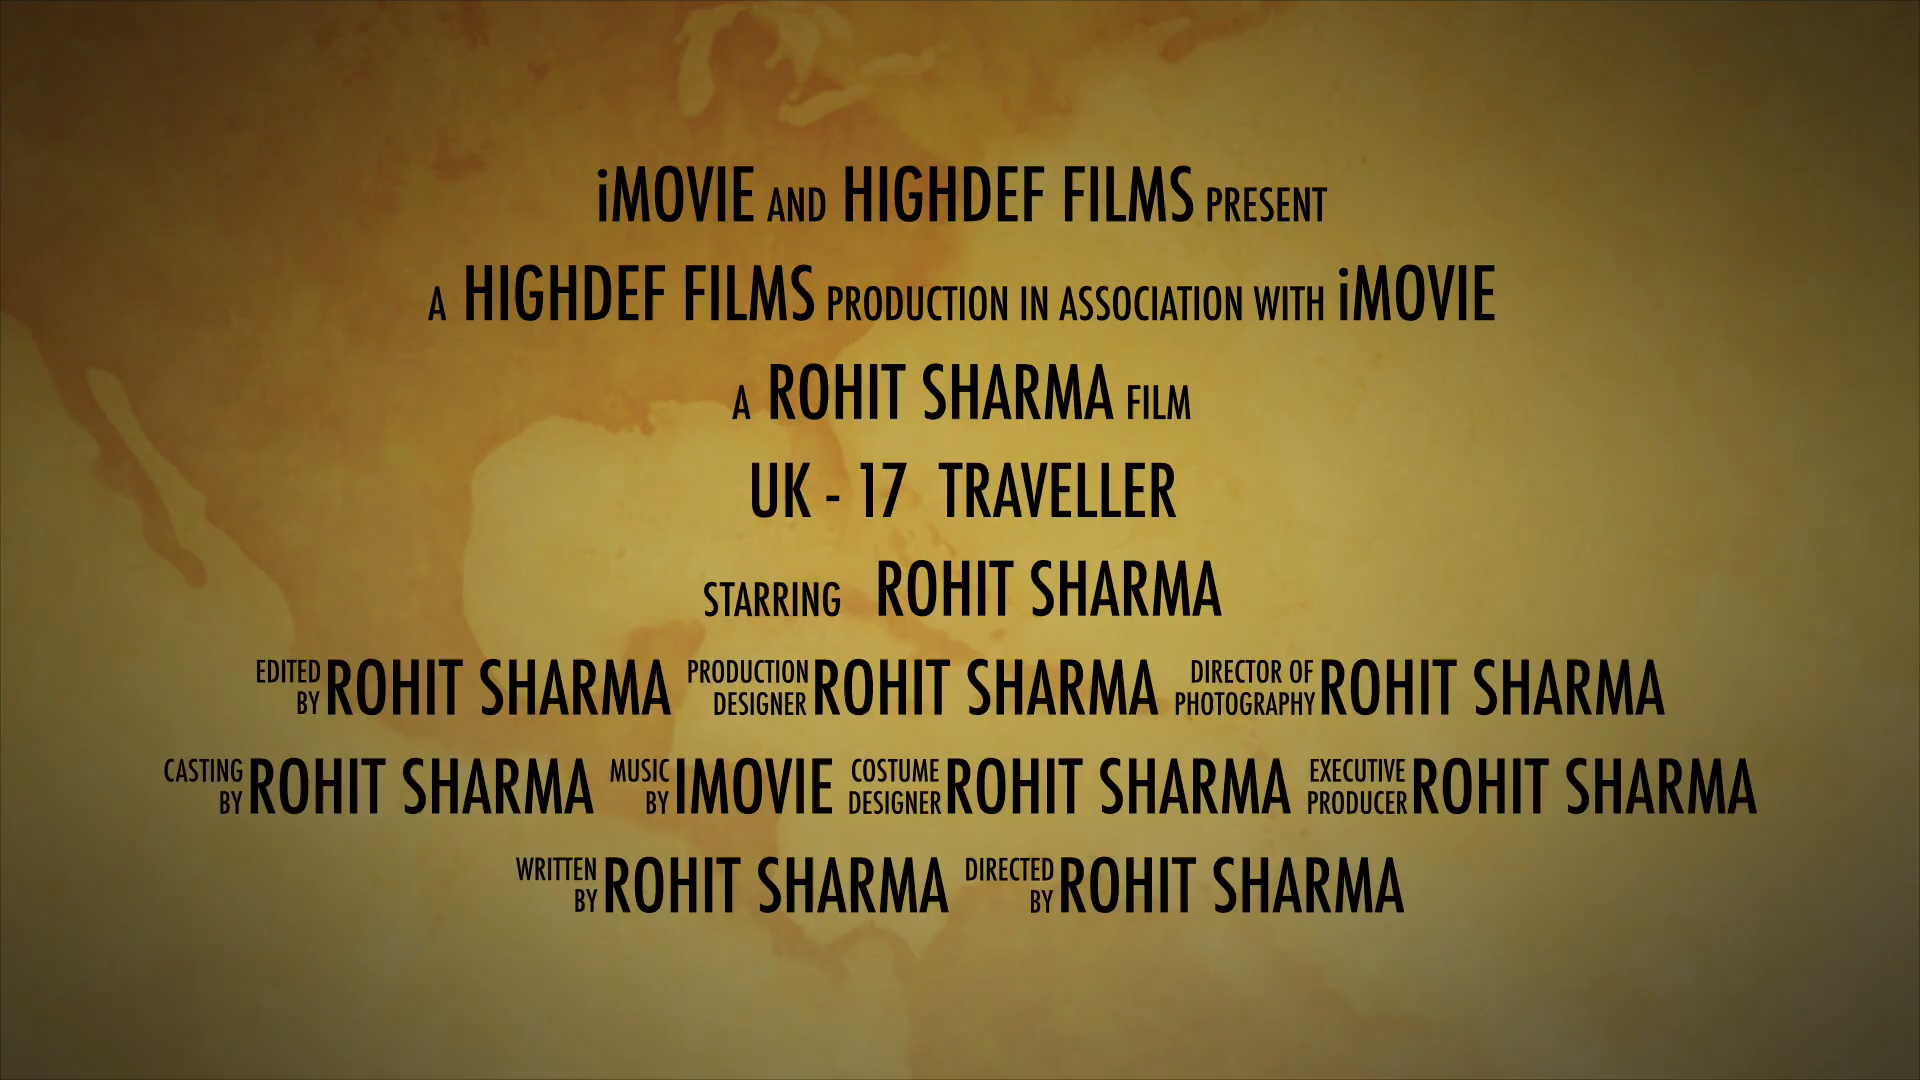 iMOVIE AND HIGHDEF FILMS PRESENT
A HIGHDEF FILMS PRODUCTION IN ASSOCIATION WITH iMOVIE
A ROHIT SHARMA FILM
UK - 17 TRAVELLER
STARRING ROHIT SHARMA
EDITED BY ROHIT SHARMA PRODUCTION DESIGNER ROHIT SHARMA DIRECTOR OF PHOTOGRAPHY ROHIT SHARMA
CASTING BY ROHIT SHARMA MUSIC BY IMOVIE COSTUME DESIGNER ROHIT SHARMA EXECUTIVE PRODUCER ROHIT SHARMA
WRITTEN BY ROHIT SHARMA DIRECTED BY ROHIT SHARMA